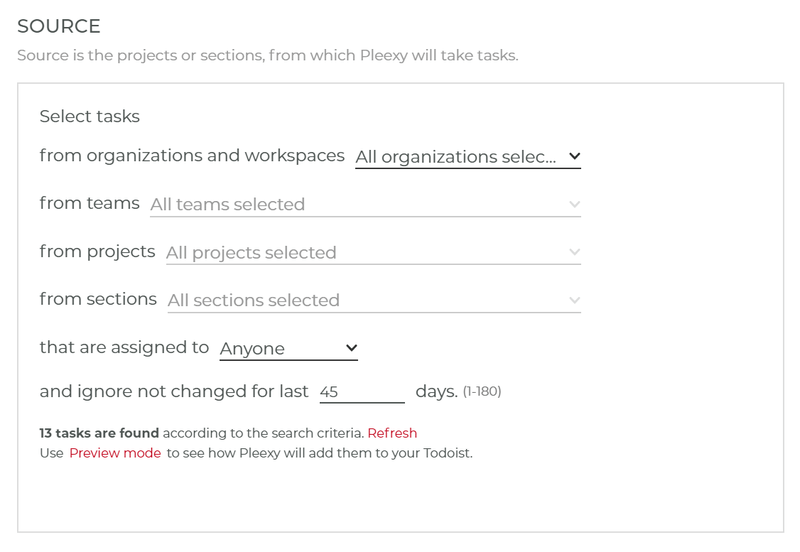 SOURCE
Source is the projects or sections, from which Pleexy will take tasks.
Select tasks
from organizations and workspaces All organizations selec...
from teams All teams selected
from projects All projects selected
from sections All sections selected
that are assigned to Anyone
and ignore not changed for last 45 days. (1-180)
13 tasks are found according to the search criteria. Refresh
Use Preview mode to see how Pleexy will add them to your Todoist.